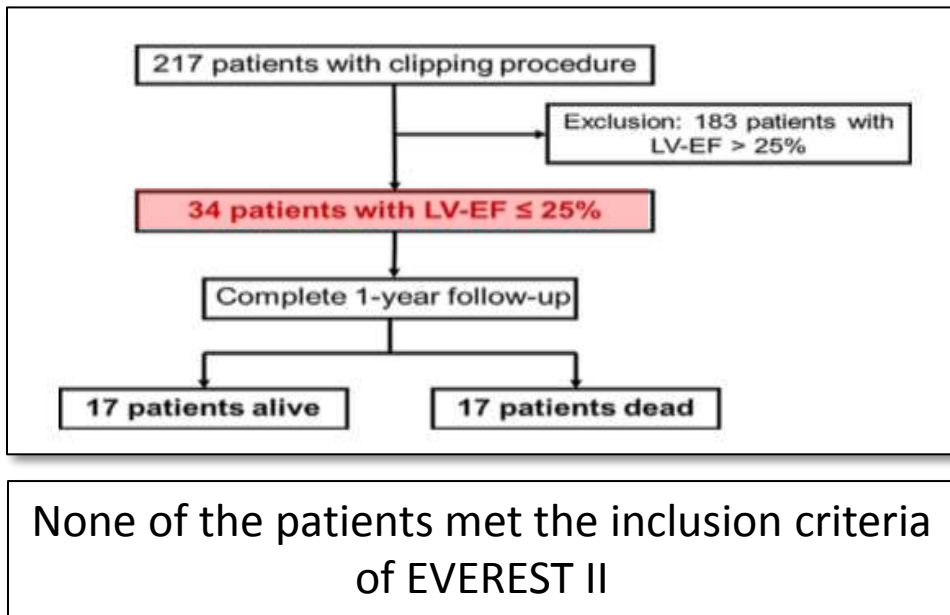 217 patients with clipping procedure
Exclusion: 183 patients with
LV-EF > 25%
34 patients with LV-EF ≤ 25%
Complete 1-year follow-up
17 patients alive
17 patients dead
None of the patients met the inclusion criteria
of EVEREST II